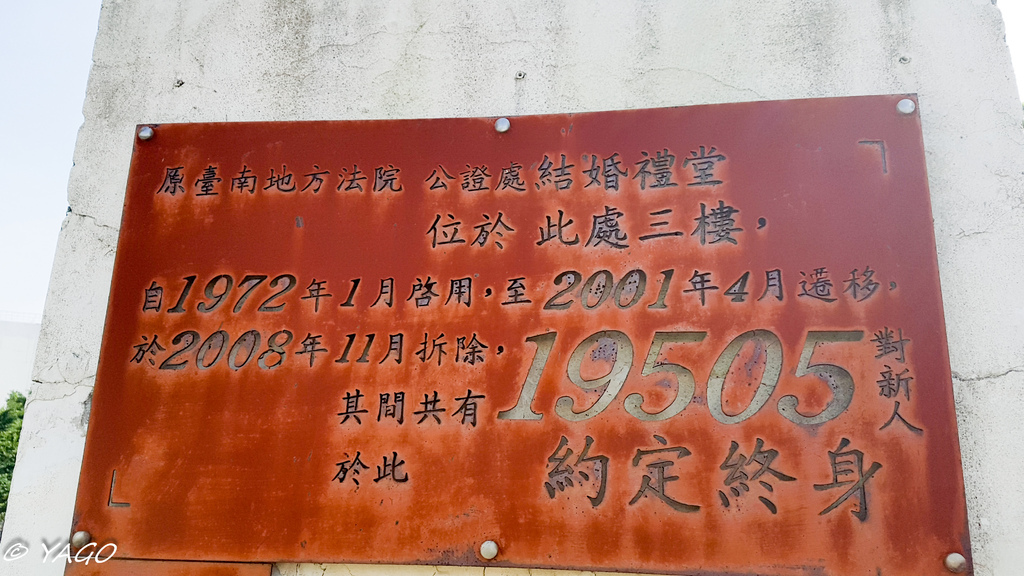 原臺南地方法院 公證處結婚禮堂
位於 此處三樓,
自1972年1月啓用,至2001年4月遷移,
於2008年11月拆除,
其間共有 19505 對新人
於此 約定終身
© YAGO